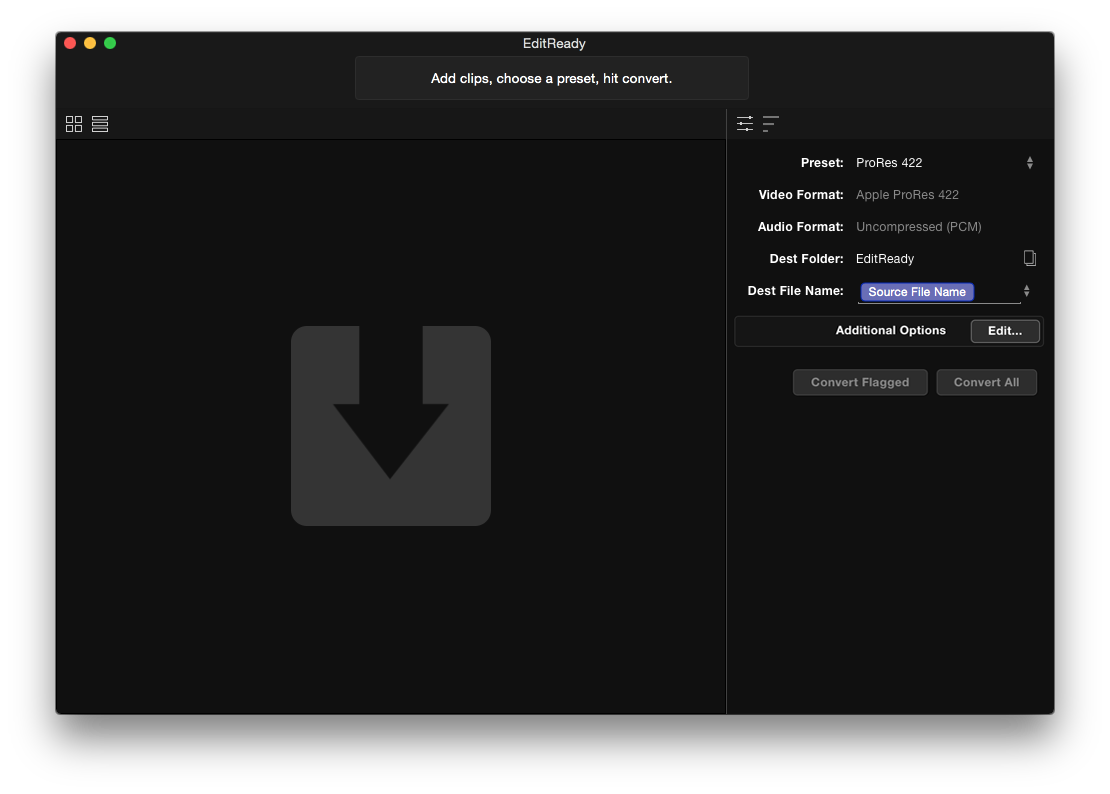 EditReady
Add clips, choose a preset, hit convert.
Preset: ProRes 422
Video Format: Apple ProRes 422
Audio Format: Uncompressed (PCM)
Dest Folder: EditReady
Dest File Name: Source File Name
Additional Options Edit...
Convert Flagged Convert All